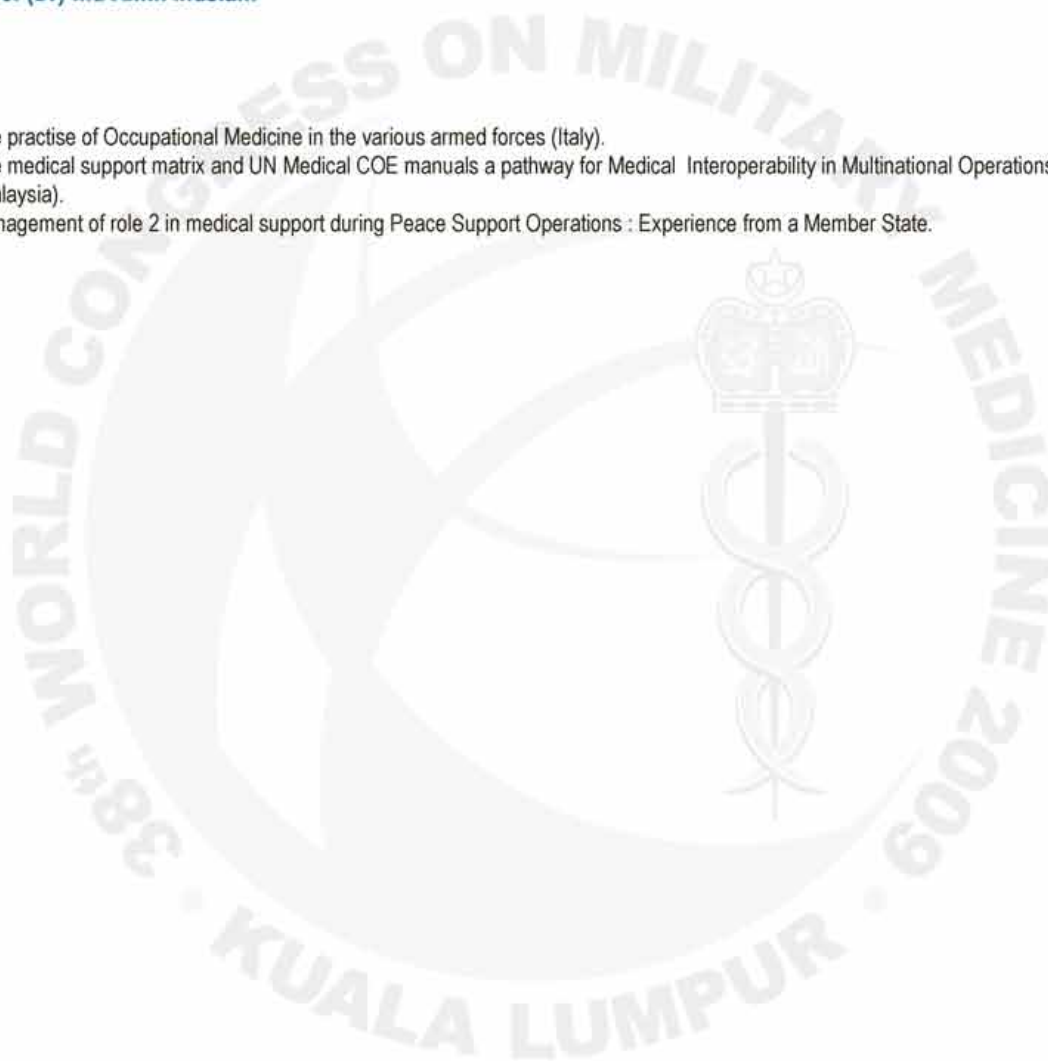 practise of Occupational Medicine in the various armed forces (Italy).
medical support matrix and UN Medical COE manuals a pathway for Medical Interoperability in Multinational Operations
of role 2 in medical support during Peace Support Operations : Experience from a Member State.
38th WORLD CONGRESS ON MILITARY MEDICINE 2009
KUALA LUMPUR